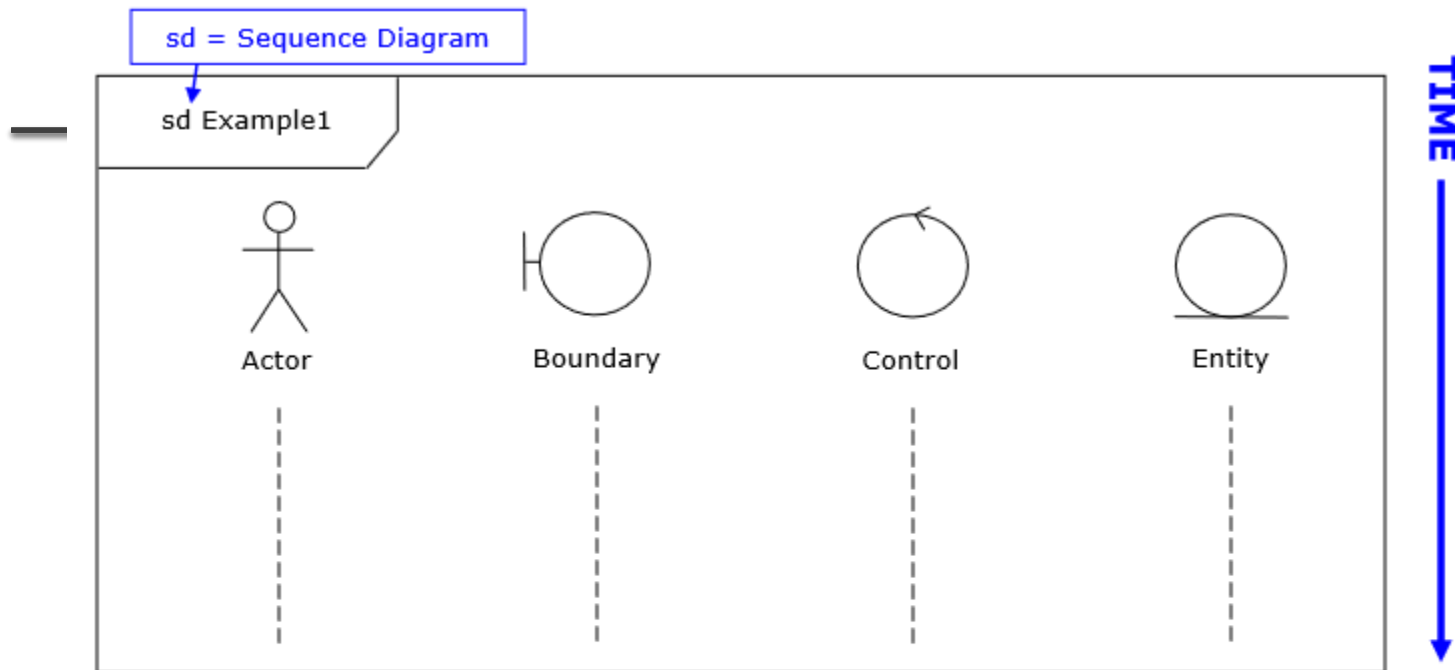 sd = Sequence Diagram
TIME
sd Example1
Actor
Boundary
Control
Entity